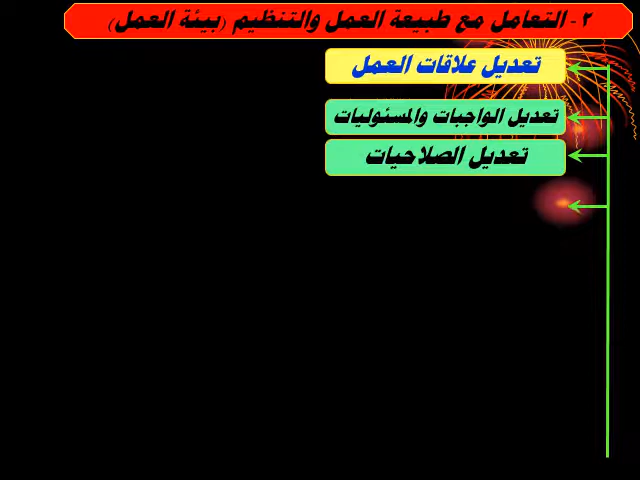 ٢ - التعامل مع طبيعة العمل والتنظيم (بيئة العمل)
تعديل علاقات العمل
تعديل الواجبات والمسئوليات
تعديل الصلاحيات